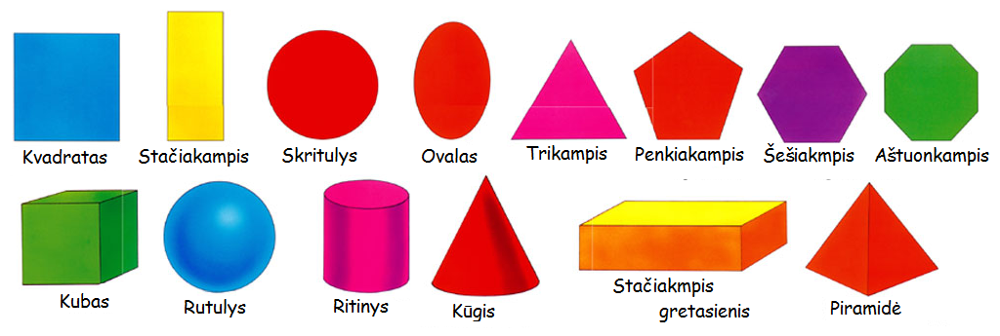 Kvadratas Stačiakampis Skritulys Ovalas Trikampis Penkiakampis Šešiakmpis Aštuonkampis
Kubas Rutulys Ritinys Kūgis Stačiakmpis
gretasienis Piramidė